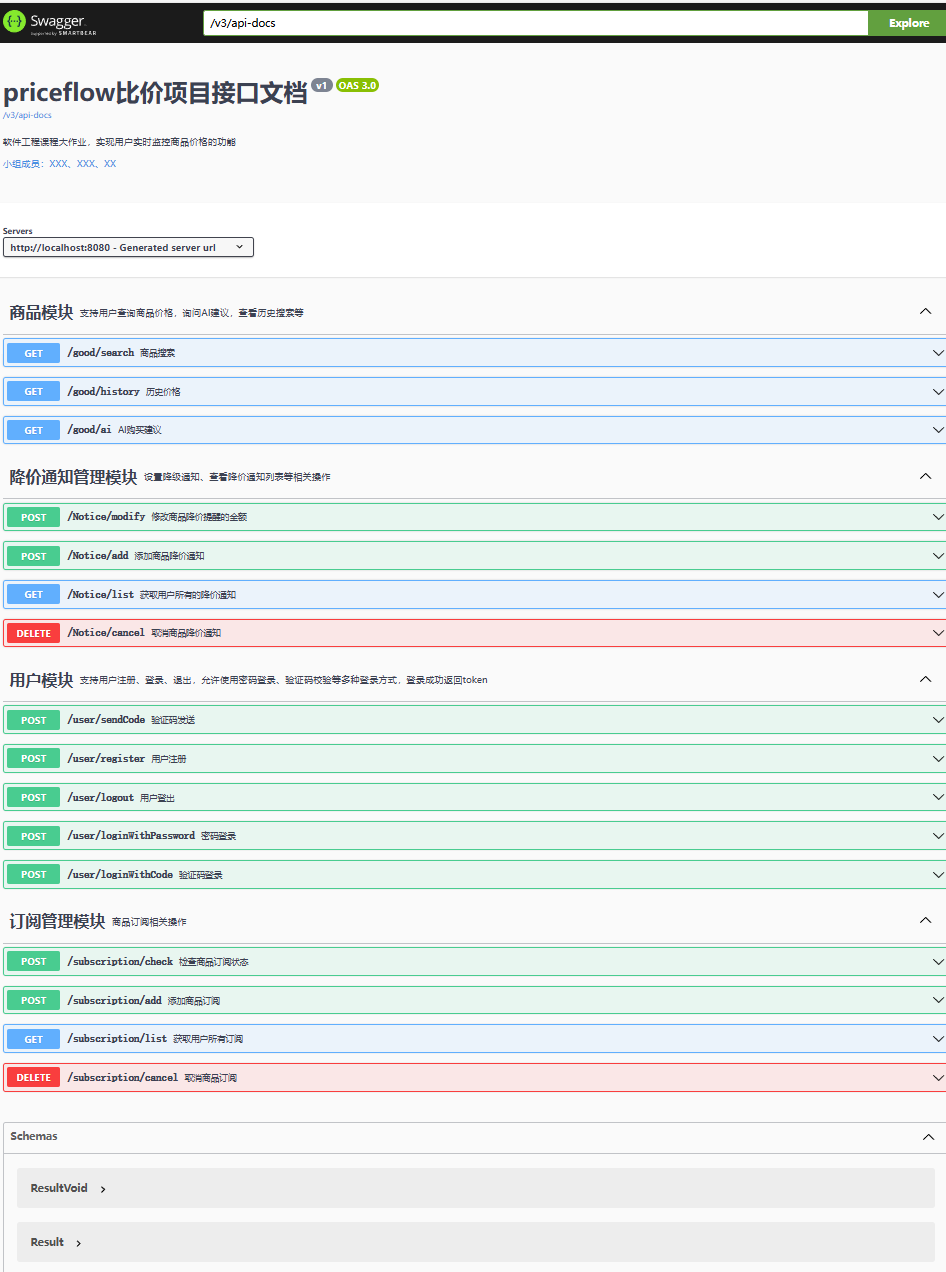 Swagger.
Supported by SMARTBEAR
/v3/api-docs
Explore
priceflow比价项目接口文档 v1 OAS 3.0
/v3/api-docs
软件工程课程大作业，实现用户实时监控商品价格的功能
小组成员：XXX、XXX、XX
Servers
http://localhost:8080 - Generated server url
商品模块 支持用户查询商品价格，询问AI建议，查看历史搜索等
GET /good/search 商品搜索
GET /good/history 历史价格
GET /good/ai AI购买建议
降价通知管理模块 设置降级通知、查看降价通知列表等相关操作
POST /Notice/modify 修改商品降价提醒的金额
POST /Notice/add 添加商品降价通知
GET /Notice/list 获取用户所有的降价通知
DELETE /Notice/cancel 取消商品降价通知
用户模块 支持用户注册、登录、退出，允许使用密码登录、验证码校验等多种登录方式，登录成功返回token
POST /user/sendCode 验证码发送
POST /user/register 用户注册
POST /user/logout 用户登出
POST /user/loginWithPassword 密码登录
POST /user/loginWithCode 验证码登录
订阅管理模块 商品订阅相关操作
POST /subscription/check 检查商品订阅状态
POST /subscription/add 添加商品订阅
GET /subscription/list 获取用户所有订阅
DELETE /subscription/cancel 取消商品订阅
Schemas
ResultVoid
Result